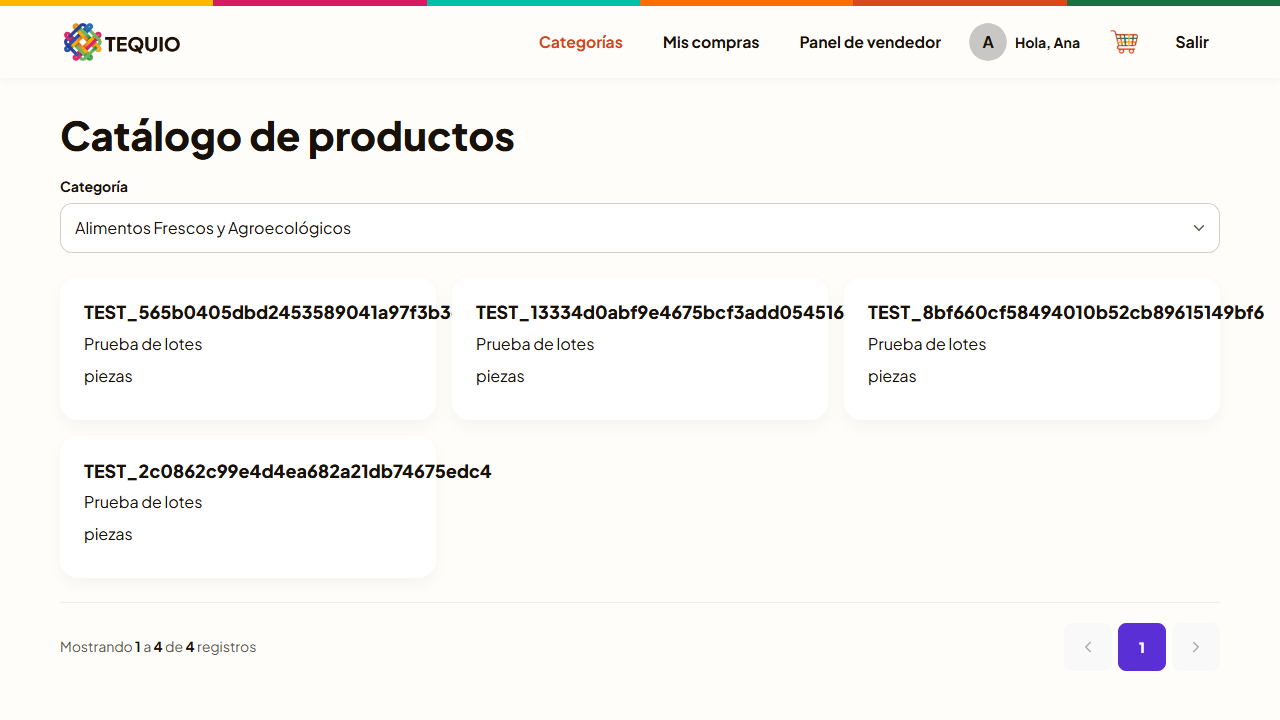 TEQUIO
Categorías
Mis compras
Panel de vendedor
A
Hola, Ana
Salir
Catálogo de productos
Categoría
Alimentos Frescos y Agroecológicos
TEST_565b0405dbd2453589041a97f3b3
Prueba de lotes
piezas
TEST_13334d0abf9e4675bcf3add054516
Prueba de lotes
piezas
TEST_8bf660cf58494010b52cb89615149bf6
Prueba de lotes
piezas
TEST_2c0862c99e4d4ea682a21db74675edc4
Prueba de lotes
piezas
Mostrando 1 a 4 de 4 registros
1